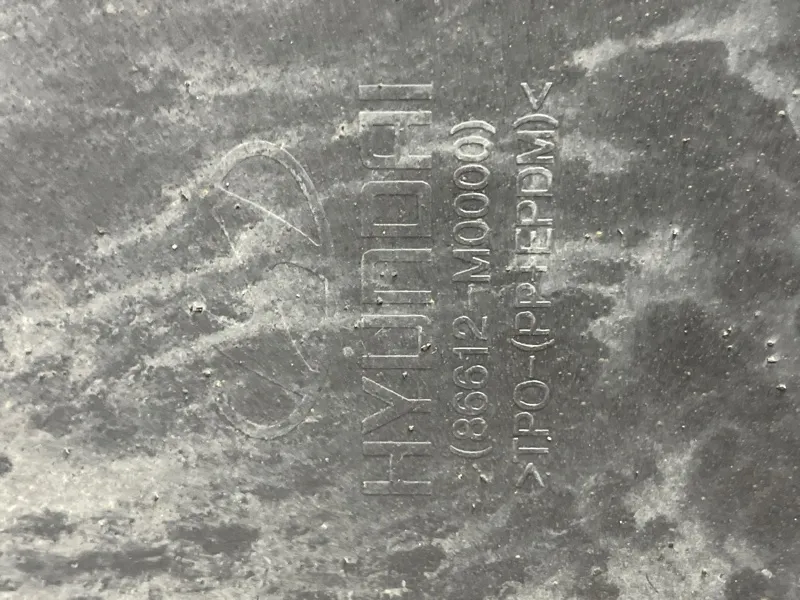 HYUNDAI
(86612-M0000)
>TPO-(PP+EPDM)<